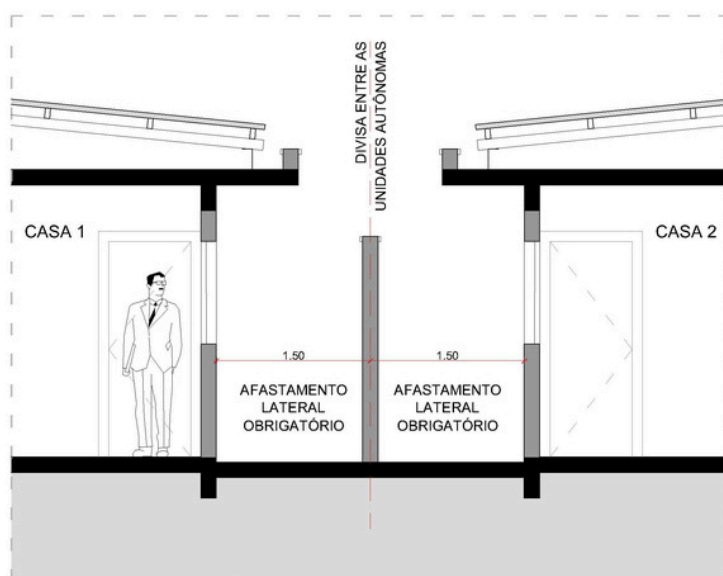 DIVISA ENTRE AS
UNIDADES AUTÔNOMAS
CASA 1
CASA 2
1.50
1.50
AFASTAMENTO
LATERAL
OBRIGATÓRIO
AFASTAMENTO
LATERAL
OBRIGATÓRIO